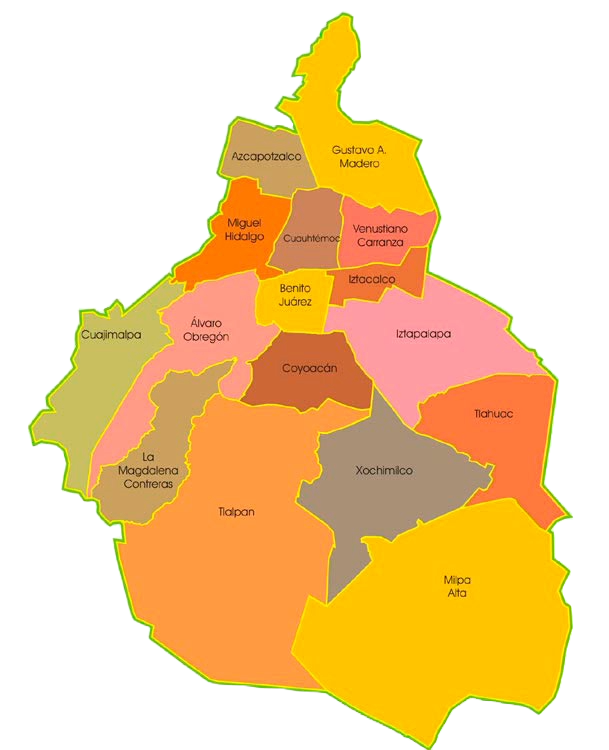 Gustavo A.
Madero
Azcapotzalco
Miguel
Hidalgo
Cuauhtémoc
Venustiano
Carranza
Iztacalco
Benito
Juárez
Cuajimalpa
Álvaro
Obregón
Iztapalapa
Coyoacán
Tlahuac
La
Magdalena
Contreras
Xochimilco
Tlalpan
Milpa
Alta